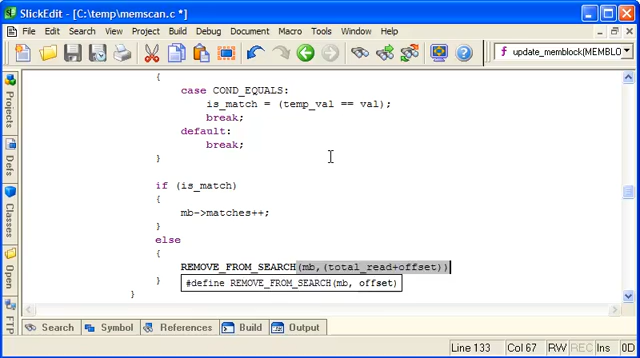 SlickEdit - [C:\temp\memscan.c *]
File Edit View Search Macro Document Project Build Debug Tools Window Help
update_memblock(MEMBLO
{
case COND_EQUALS:
is_match = (temp_val == val);
break;
default:
break;
}
if (is_match)
{
mb->matches++;
}
else
{
REMOVE_FROM_SEARCH(mb,(total_read+offset))
}
#define REMOVE_FROM_SEARCH(mb, offset)
}
Projects
Defs
Classes
Open
FTP
Search Symbol References Build Output
Line 133 Col 67 RW REC Ins 0D